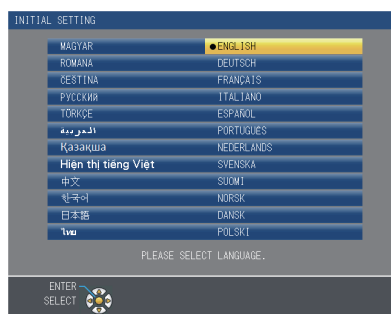 INITIAL SETTING
MAGYAR
ENGLISH
ROMANA
DEUTSCH
ČEŠTINA
FRANÇAIS
РУССКИЙ
ITALIANO
TÜRKÇE
ESPAÑOL
العربية
PORTUGUÊS
Қазақша
NEDERLANDS
Hiện thị tiếng Việt
SVENSKA
中文
SUOMI
한국어
NORSK
日本語
DANSK
ไทย
POLSKI
PLEASE SELECT LANGUAGE.
ENTER
SELECT